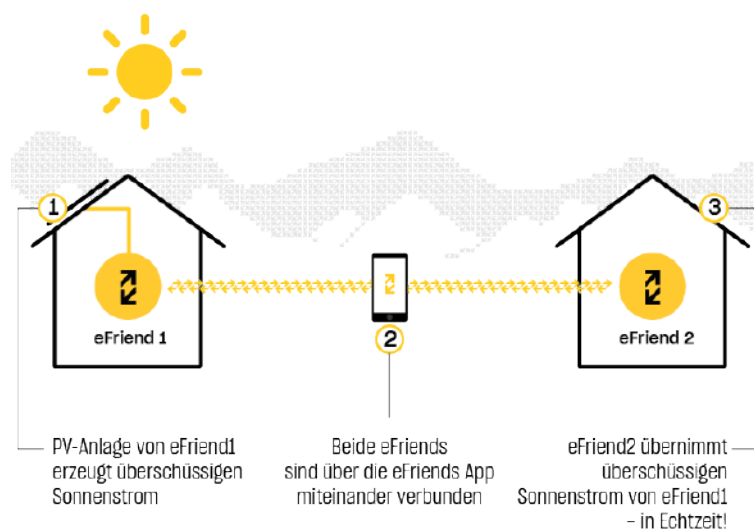 1
3
eFriend 1
eFriend 2
2
PV-Anlage von eFriend1
erzeugt überschüssigen
Sonnenstrom
Beide eFriends
sind über die eFriends App
miteinander verbunden
eFriend2 übernimmt
überschüssigen
Sonnenstrom von eFriend1
– in Echtzeit!